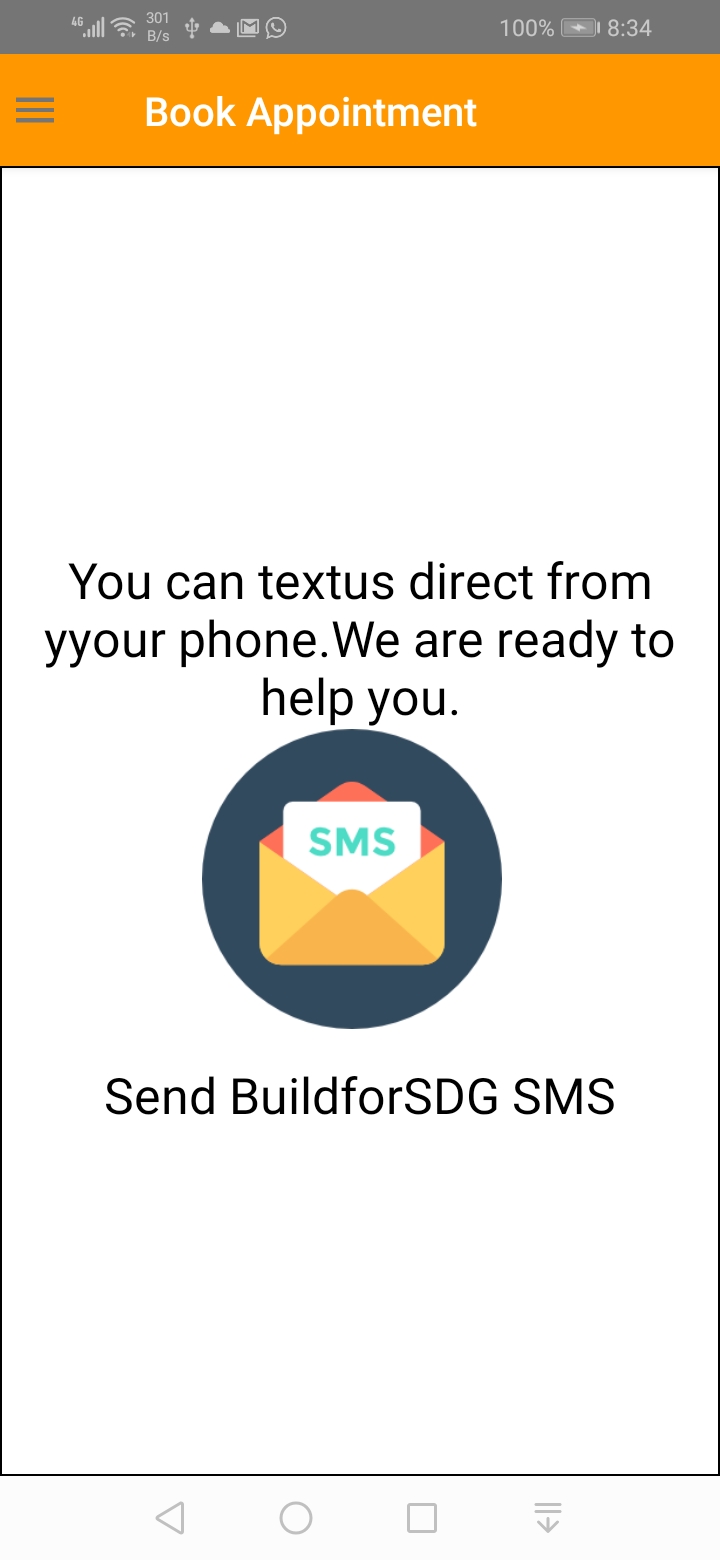 4G 301 B/s 100% 8:34
Book Appointment
You can textus direct from
yyour phone.We are ready to
help you.
SMS
Send BuildforSDG SMS